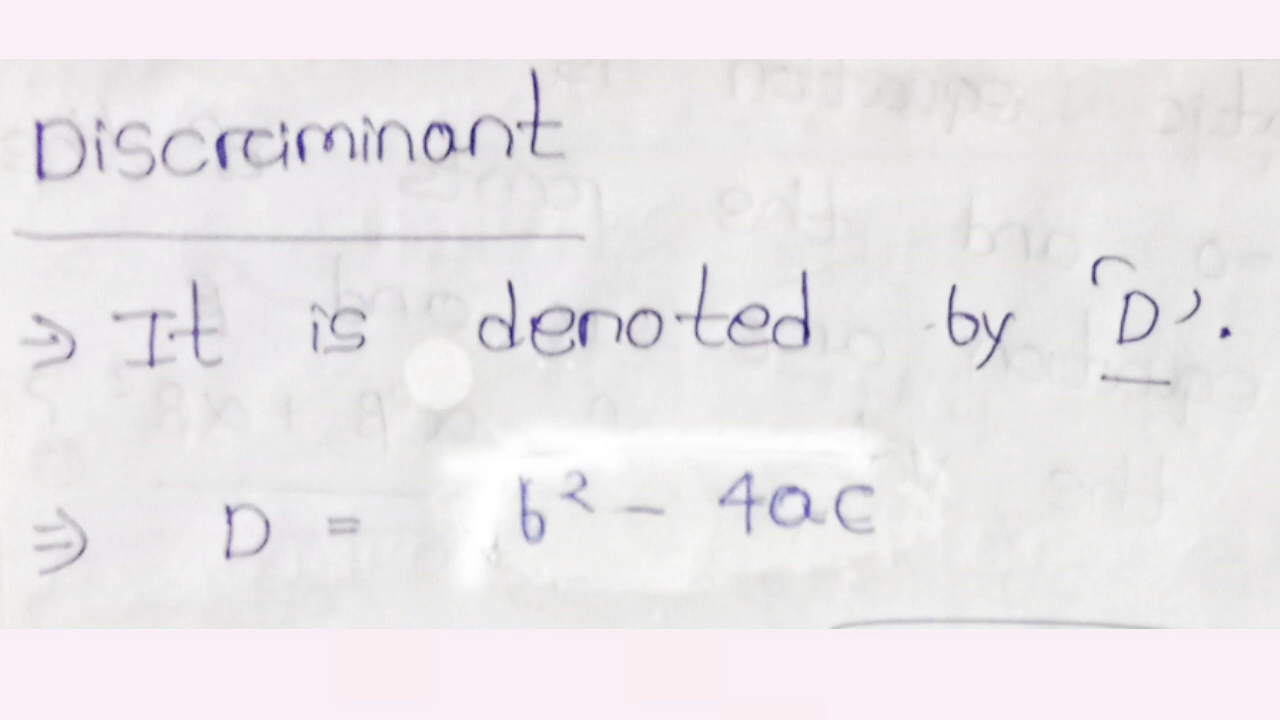 Discriminant
⇒ It is denoted by 'D'.
⇒ D = b² - 4ac